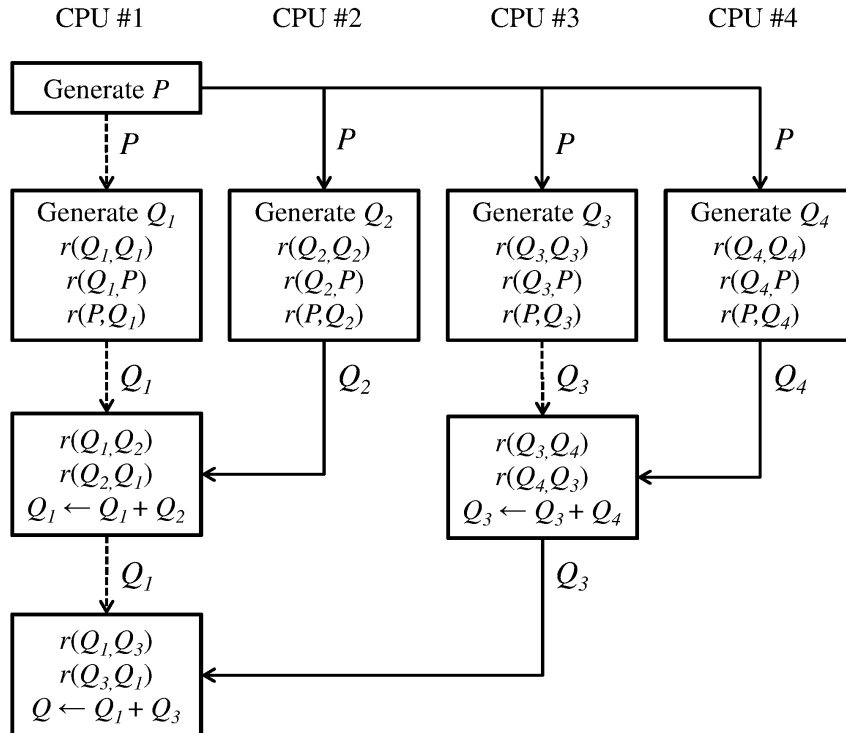 CPU #1 CPU #2 CPU #3 CPU #4
Generate P
P P P P
Generate Q₁
r(Q₁,Q₁)
r(Q₁,P)
r(P,Q₁)
Generate Q₂
r(Q₂,Q₂)
r(Q₂,P)
r(P,Q₂)
Generate Q₃
r(Q₃,Q₃)
r(Q₃,P)
r(P,Q₃)
Generate Q₄
r(Q₄,Q₄)
r(Q₄,P)
r(P,Q₄)
Q₁ Q₂ Q₃ Q₄
r(Q₁,Q₂)
r(Q₂,Q₁)
Q₁ ← Q₁ + Q₂
r(Q₃,Q₄)
r(Q₄,Q₃)
Q₃ ← Q₃ + Q₄
Q₁ Q₃
r(Q₁,Q₃)
r(Q₃,Q₁)
Q ← Q₁ + Q₃